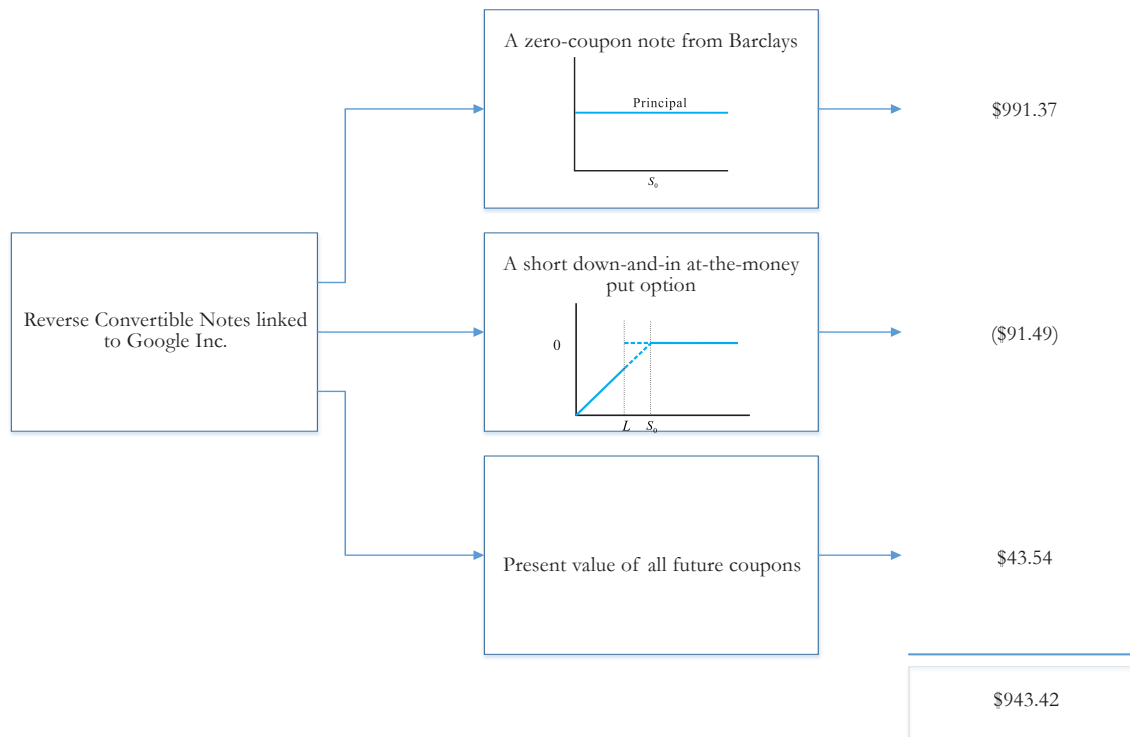 A zero-coupon note from Barclays
Principal
S₀
$991.37
Reverse Convertible Notes linked
to Google Inc.
A short down-and-in at-the-money
put option
0
L S₀
($91.49)
Present value of all future coupons
$43.54
$943.42